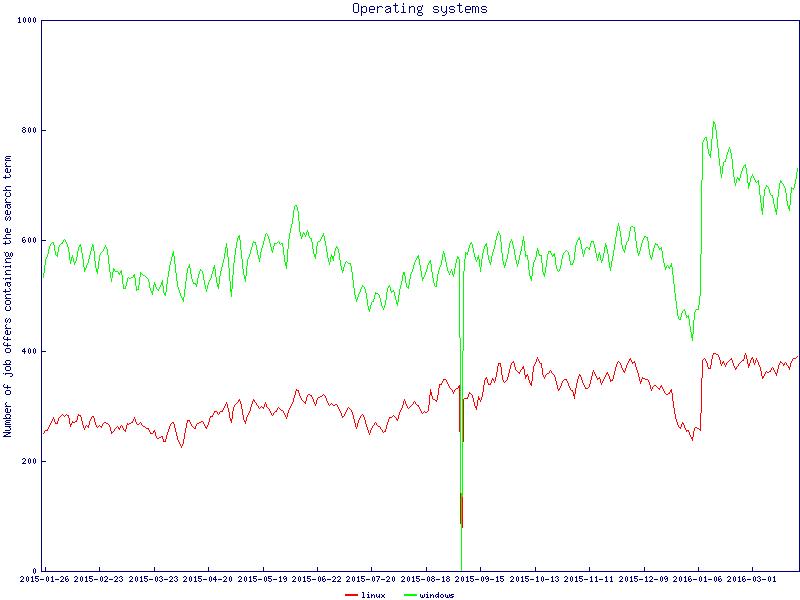 Operating systems
Number of job offers containing the search term
1000
800
600
400
200
0
2015-01-26 2015-02-23 2015-03-23 2015-04-20 2015-05-19 2015-06-22 2015-07-20 2015-08-18 2015-09-15 2015-10-13 2015-11-11 2015-12-09 2016-01-06 2016-03-01
linux windows